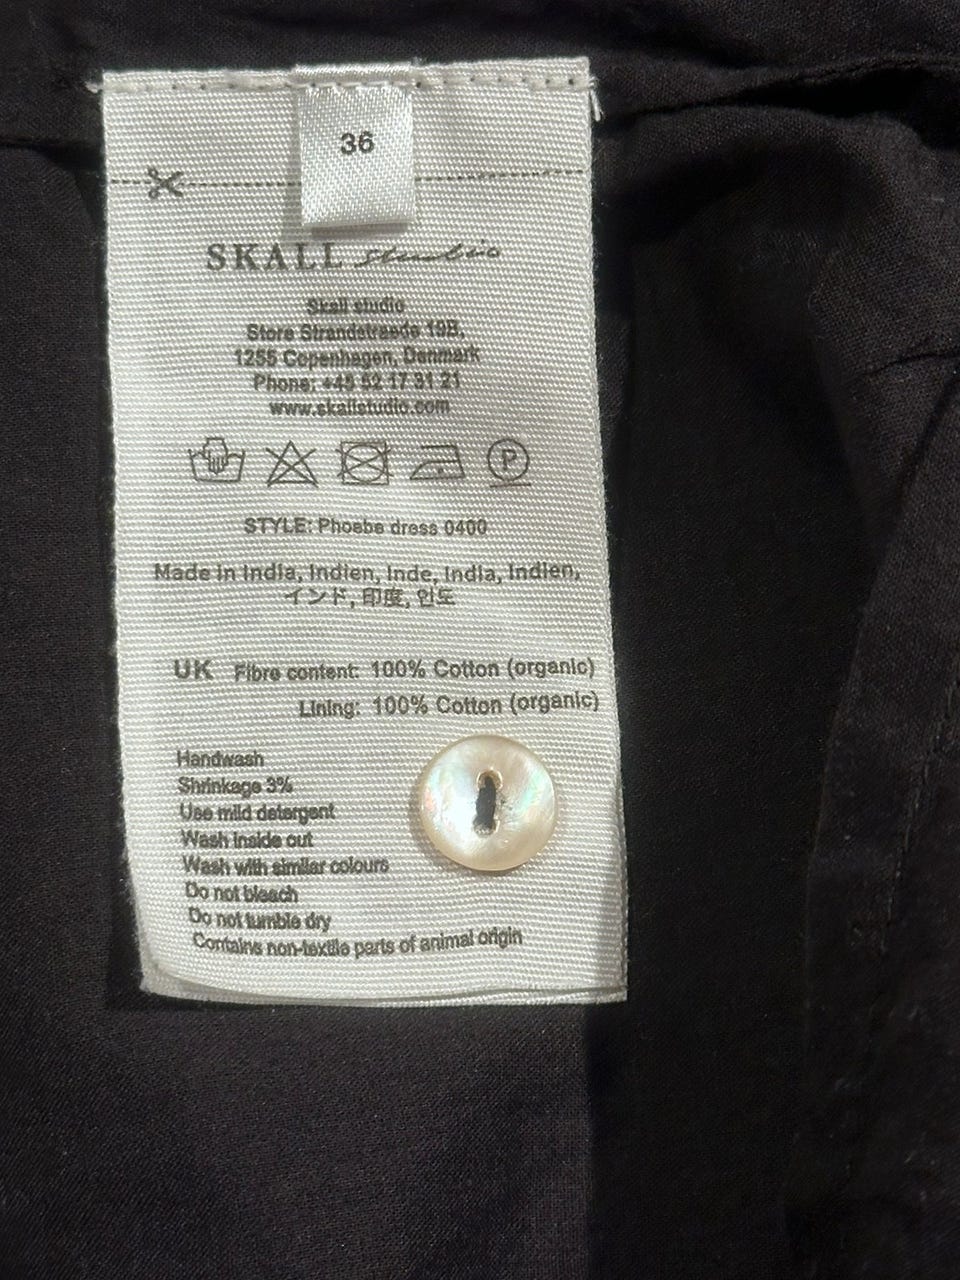 36
SKALL studio
Skall studio
Store Strandstraede 19B,
1255 Copenhagen, Denmark
Phone: +45 52 17 31 21
www.skallstudio.com
P
STYLE: Phoebe dress 0400
Made in India, Indien, Inde, India, Indien,
インド, 印度, 인도
UK Fibre content: 100% Cotton (organic)
Lining: 100% Cotton (organic)
Handwash
Shrinkage 3%
Use mild detergent
Wash inside out
Wash with similar colours
Do not bleach
Do not tumble dry
Contains non-textile parts of animal origin